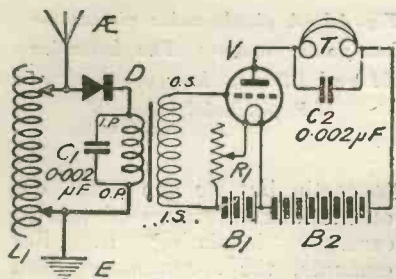 Æ
V
T
D
O.S.
I.P.
C1
0.002
µF
O.P.
C2
0.002µF
R1
L1
E
I.S.
B1
B2